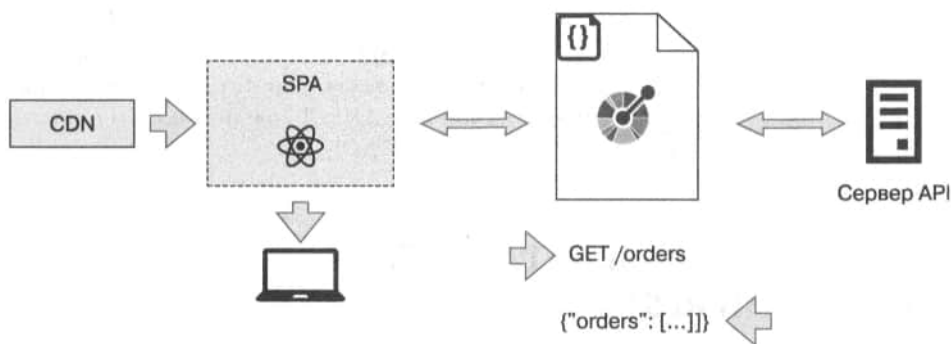 {}
SPA
CDN
Сервер API
GET /orders
{"orders": [...]]}